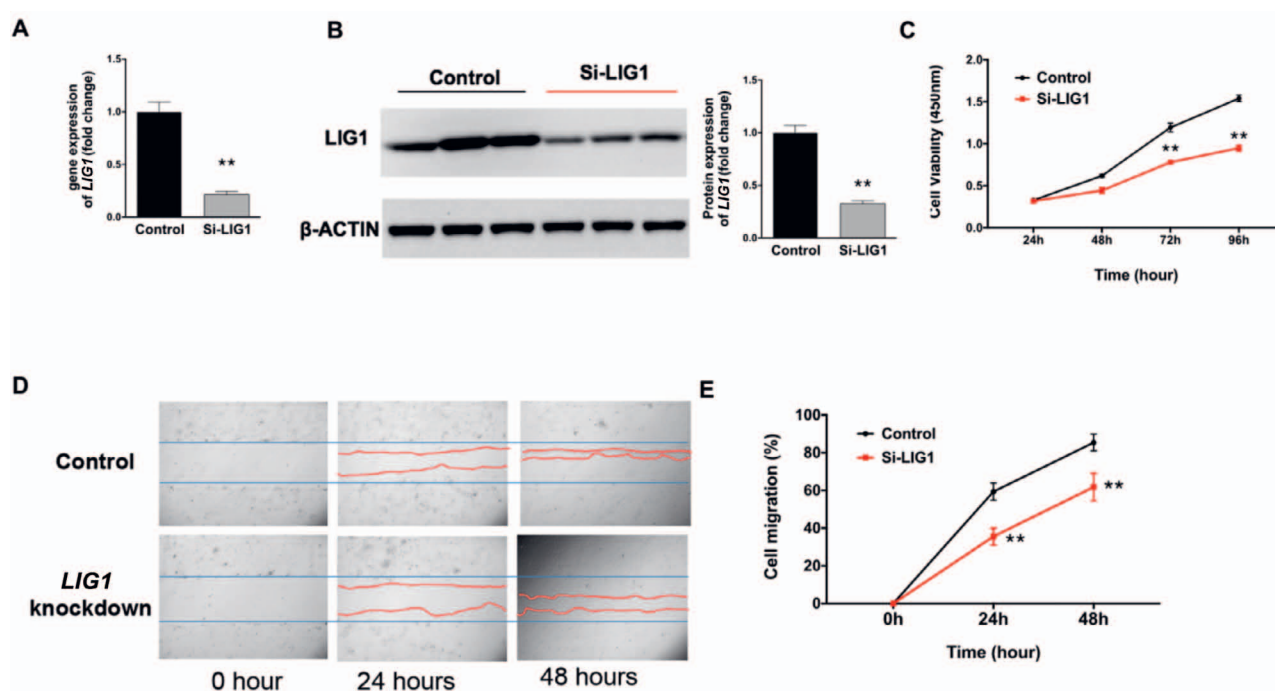 A
gene expression
of LIG1 (fold change)
1.5
1.0
0.5
0.0
**
Control
Si-LIG1
B
Control
Si-LIG1
LIG1
β-ACTIN
Protein expression
of LIG1(fold change)
1.5
1.0
0.5
0.0
**
Control
Si-LIG1
C
Cell Viability (450nm)
2.0
1.5
1.0
0.5
0.0
Control
Si-LIG1
**
**
24h
48h
72h
96h
Time (hour)
D
Control
LIG1
knockdown
0 hour
24 hours
48 hours
E
Cell migration (%)
100
80
60
40
20
0
Control
Si-LIG1
**
**
0h
24h
48h
Time (hour)